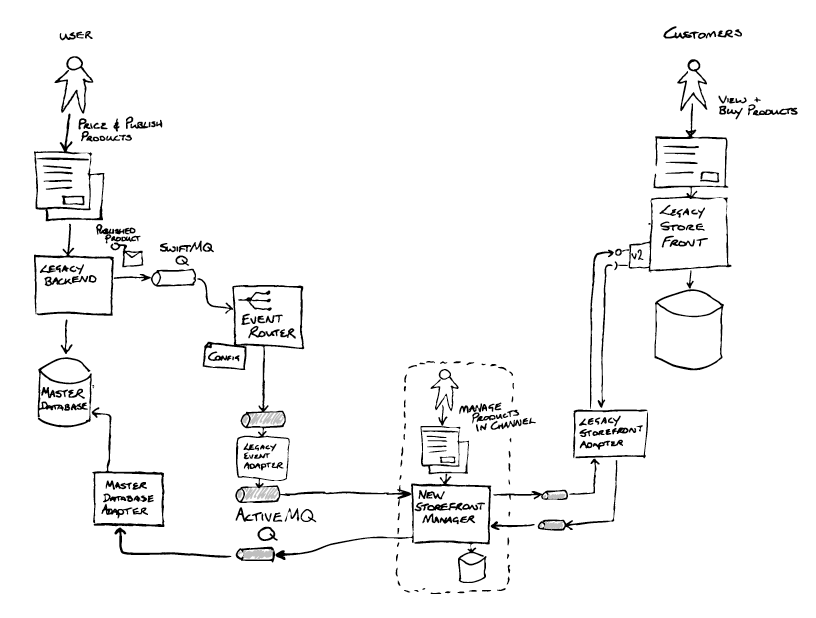 USER
PRICE & PUBLISH
PRODUCTS
PUBLISHED
PRODUCT
SWIFTMQ
Q
LEGACY
BACKEND
EVENT
ROUTER
CONFIG
MASTER
DATABASE
LEGACY
EVENT
ADAPTER
MASTER
DATABASE
ADAPTER
ACTIVEMQ
Q
MANAGE
PRODUCTS
IN CHANNEL
NEW
STOREFRONT
MANAGER
CUSTOMERS
VIEW +
BUY PRODUCTS
LEGACY
STORE
FRONT
V2
LEGACY
STOREFRONT
ADAPTER